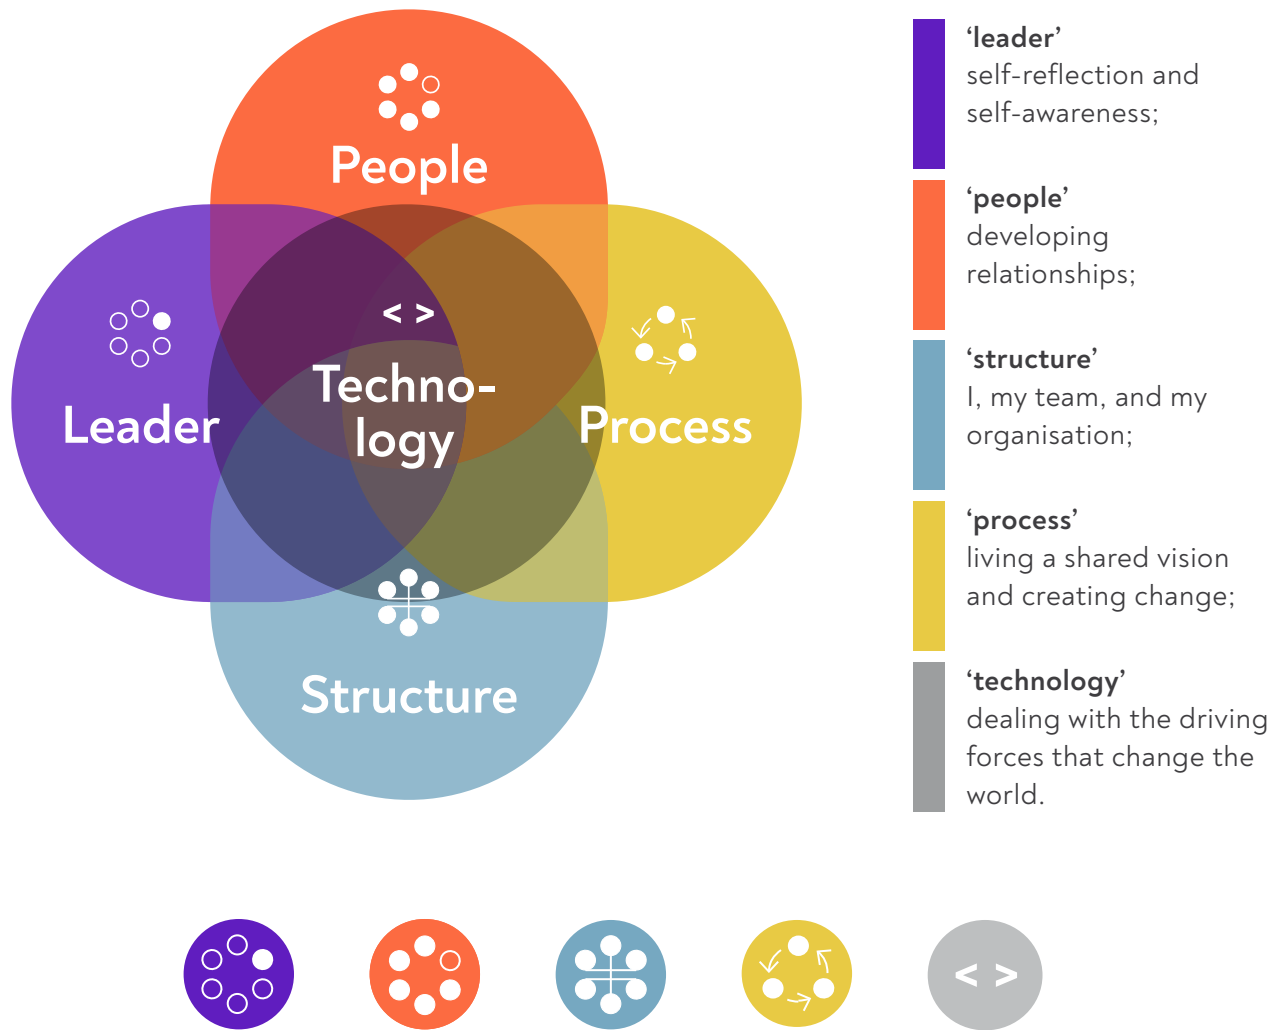 People
< >
Techno-
logy
Leader
Process
Structure
‘leader’
self-reflection and
self-awareness;
‘people’
developing
relationships;
‘structure’
I, my team, and my
organisation;
‘process’
living a shared vision
and creating change;
‘technology’
dealing with the driving
forces that change the
world.
< >